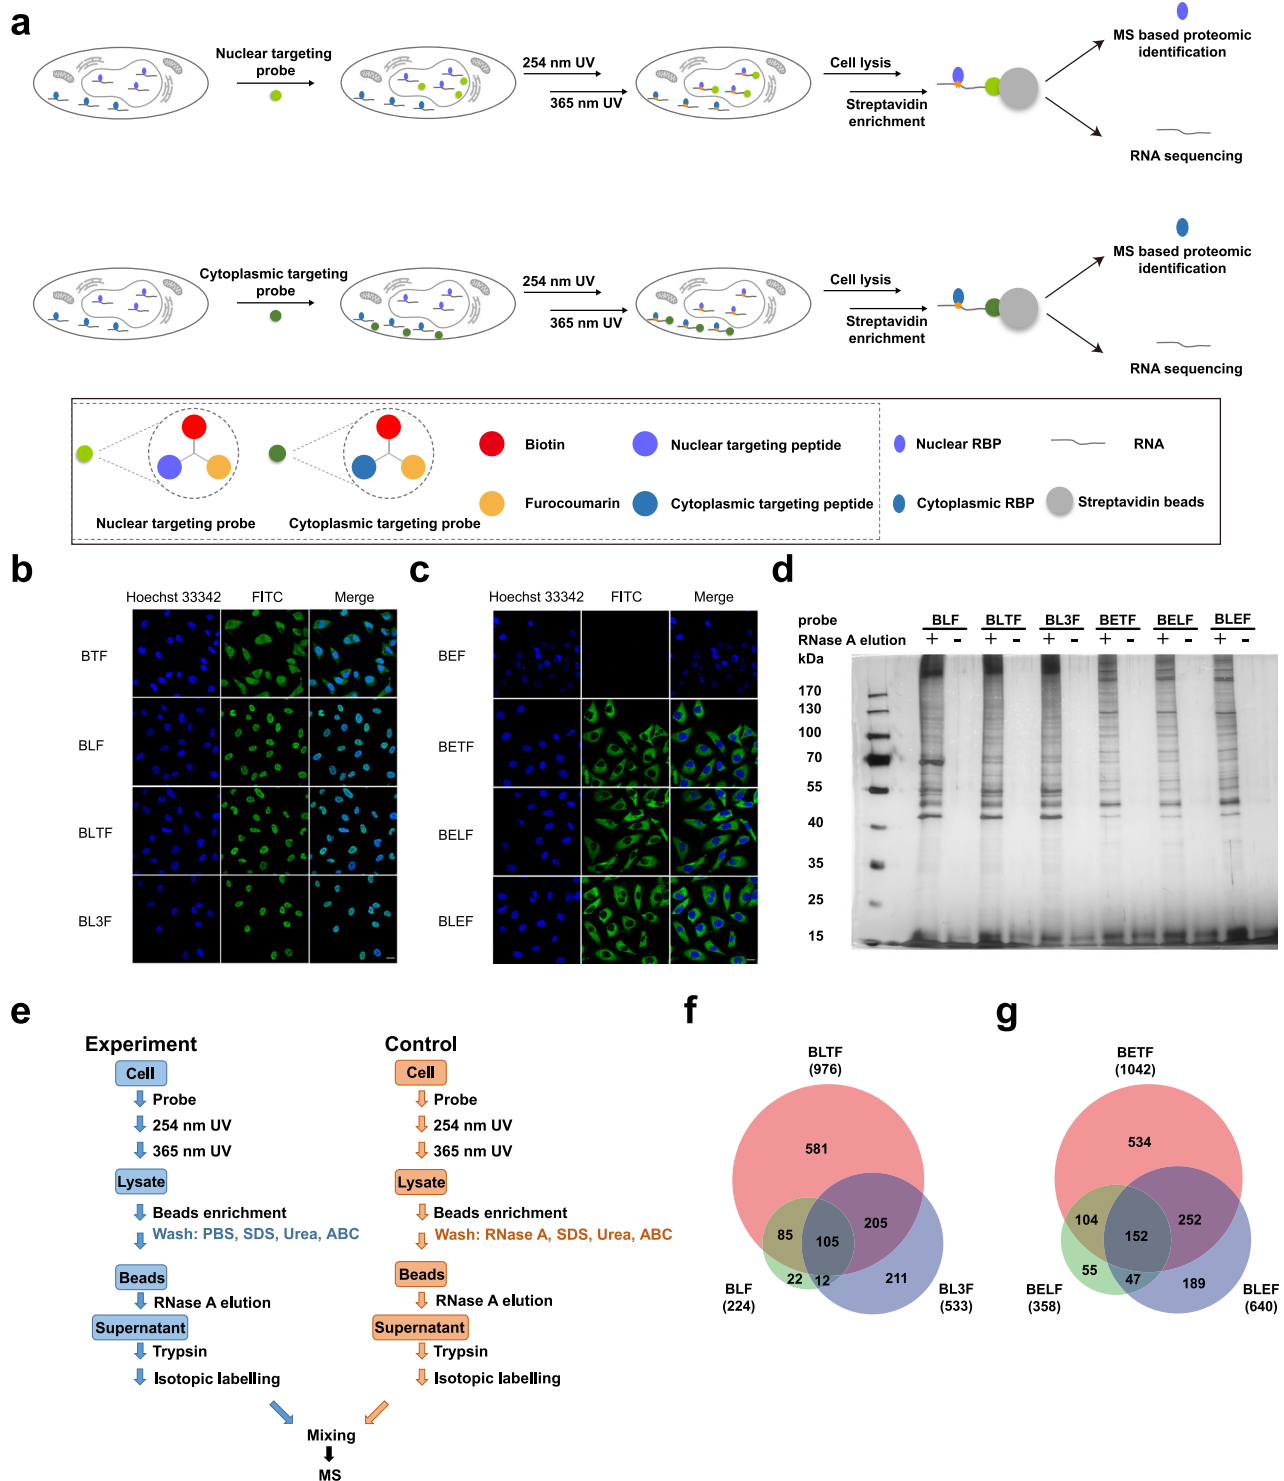 a
Nuclear targeting
probe
254 nm UV
365 nm UV
Cell lysis
Streptavidin
enrichment
MS based proteomic
identification
RNA sequencing
Cytoplasmic targeting
probe
254 nm UV
365 nm UV
Cell lysis
Streptavidin
enrichment
MS based proteomic
identification
RNA sequencing
Nuclear targeting probe
Cytoplasmic targeting probe
Biotin
Furocoumarin
Nuclear targeting peptide
Cytoplasmic targeting peptide
Nuclear RBP
Cytoplasmic RBP
RNA
Streptavidin beads
b
Hoechst 33342 FITC Merge
BTF
BLF
BLTF
BL3F
c
Hoechst 33342 FITC Merge
BEF
BETF
BELF
BLEF
d
probe BLF BLTF BL3F BETF BELF BLEF
RNase A elution + - + - + - + - + - + -
kDa
170
130
100
70
55
40
35
25
15
e
Experiment
Cell
Probe
254 nm UV
365 nm UV
Lysate
Beads enrichment
Wash: PBS, SDS, Urea, ABC
Beads
RNase A elution
Supernatant
Trypsin
Isotopic labelling
Control
Cell
Probe
254 nm UV
365 nm UV
Lysate
Beads enrichment
Wash: RNase A, SDS, Urea, ABC
Beads
RNase A elution
Supernatant
Trypsin
Isotopic labelling
Mixing
MS
f
BLTF
(976)
581
85
105
205
22
12
211
BLF
(224)
BL3F
(533)
g
BETF
(1042)
534
104
152
252
55
47
189
BELF
(358)
BLEF
(640)